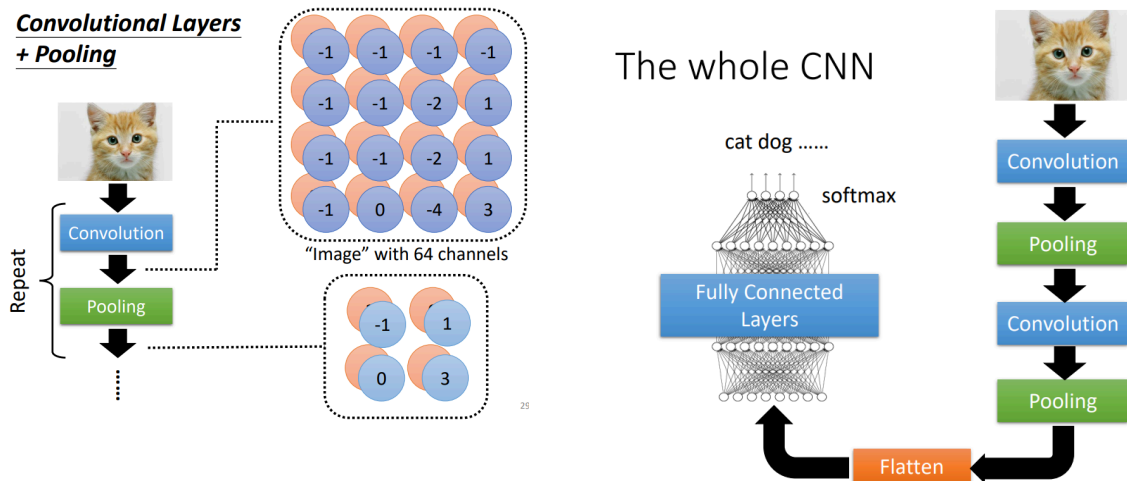 Convolutional Layers
+ Pooling
Repeat
Convolution
Pooling
-1 -1 -1 -1
-1 -1 -2 1
-1 -1 -2 1
-1 0 -4 3
“Image” with 64 channels
-1 1
0 3
29
The whole CNN
cat dog ......
softmax
Fully Connected
Layers
Convolution
Pooling
Convolution
Pooling
Flatten